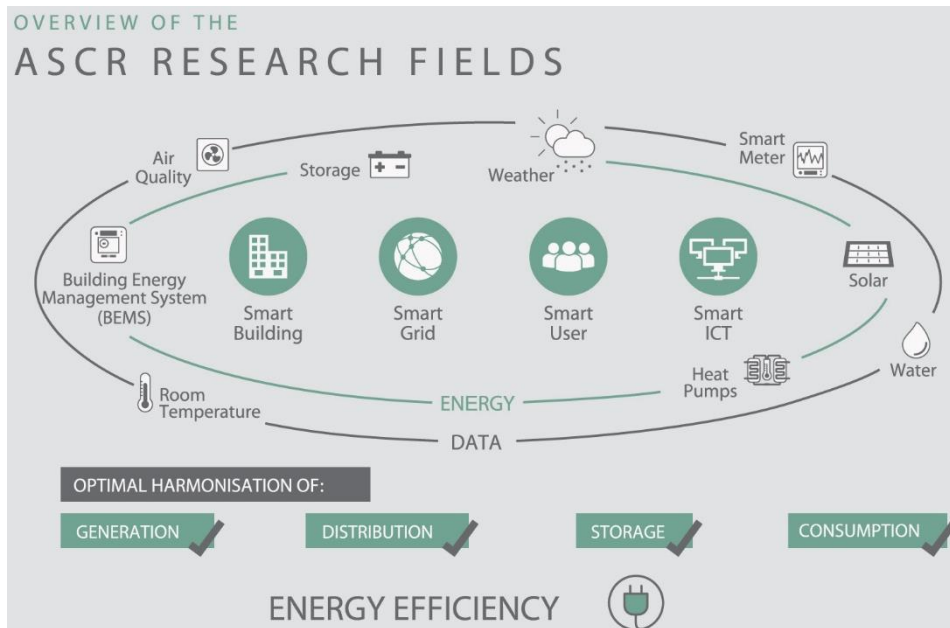 OVERVIEW OF THE
ASCR RESEARCH FIELDS
Air
Quality
Storage
Weather
Smart
Meter
Building Energy
Management System
(BEMS)
Smart
Building
Smart
Grid
Smart
User
Smart
ICT
Solar
Room
Temperature
Heat
Pumps
Water
ENERGY
DATA
OPTIMAL HARMONISATION OF:
GENERATION
DISTRIBUTION
STORAGE
CONSUMPTION
ENERGY EFFICIENCY